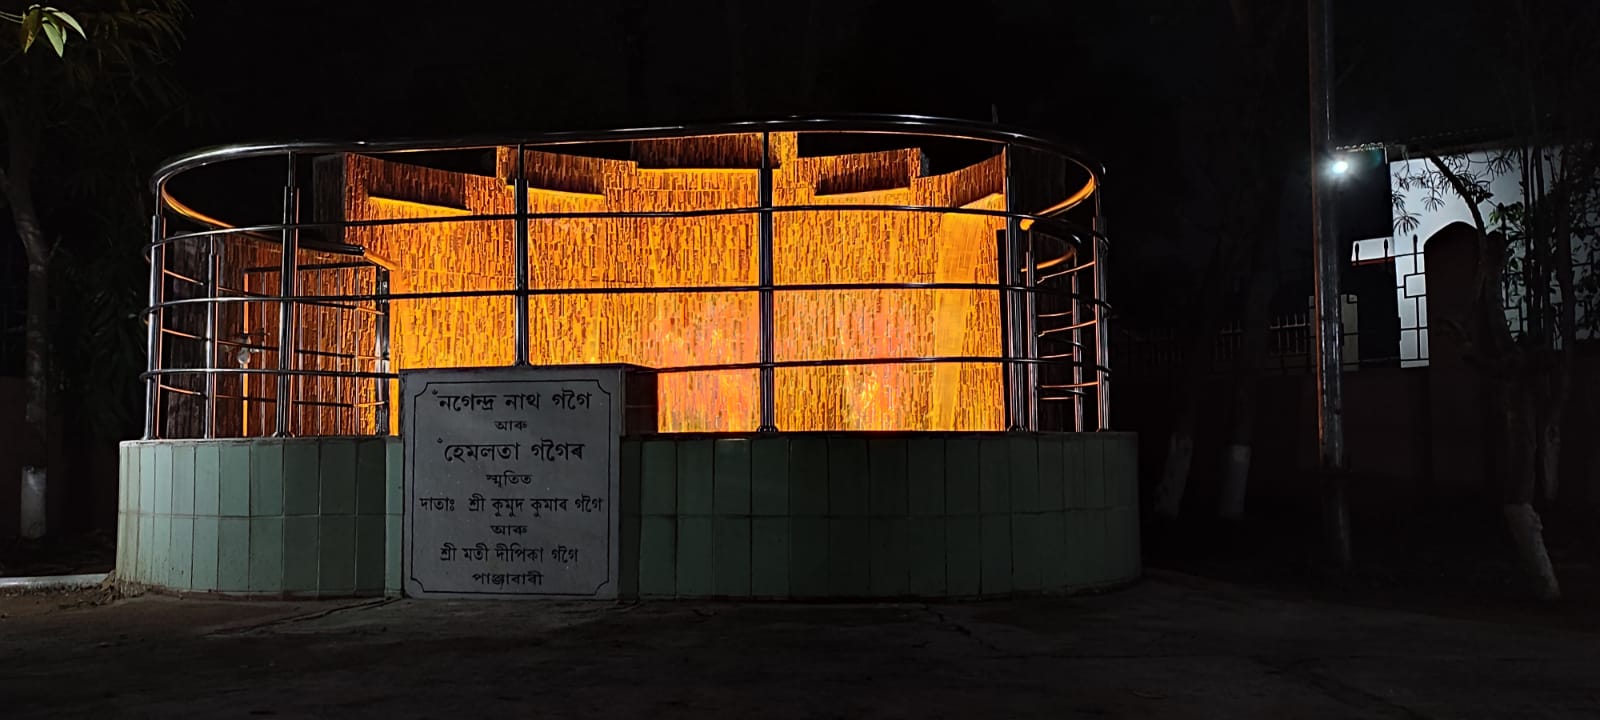 ঁনগেন্দ্ৰ নাথ গগৈ
আৰু
ঁহেমলতা গগৈৰ
স্মৃতিত
দাতাঃ শ্ৰী কুমুদ কুমাৰ গগৈ
আৰু
শ্ৰী মতী দীপিকা গগৈ
পাঞ্জাবাৰী